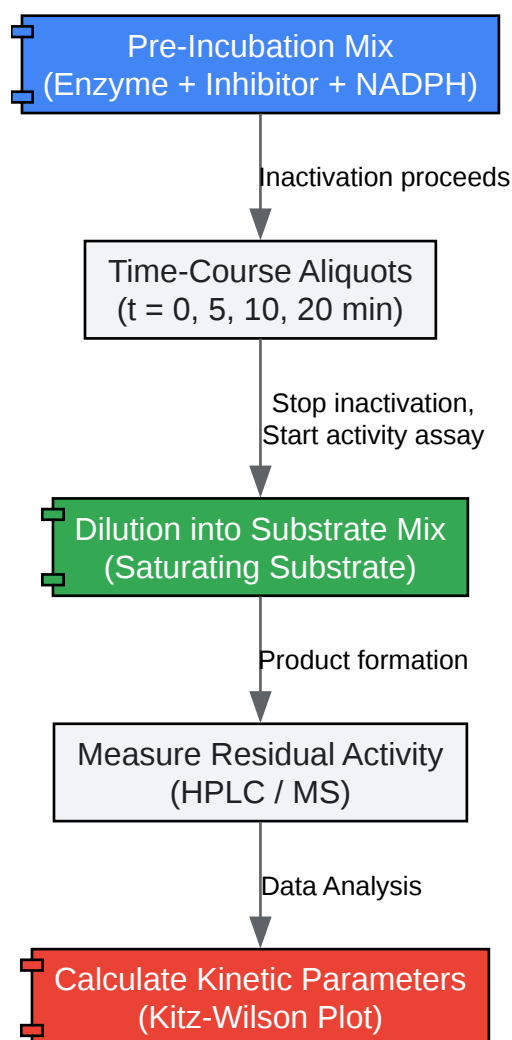 Pre-Incubation Mix
(Enzyme + Inhibitor + NADPH)
Inactivation proceeds
Time-Course Aliquots
(t = 0, 5, 10, 20 min)
Stop inactivation,
Start activity assay
Dilution into Substrate Mix
(Saturating Substrate)
Product formation
Measure Residual Activity
(HPLC / MS)
Data Analysis
Calculate Kinetic Parameters
(Kitz-Wilson Plot)